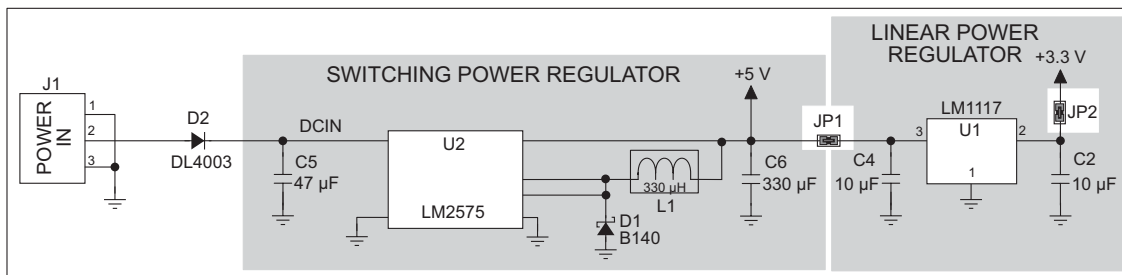 LINEAR POWER
REGULATOR
SWITCHING POWER REGULATOR
+5 V
+3.3 V
J1
POWER
IN
1
2
3
D2
DL4003
DCIN
C5
47 µF
U2
LM2575
330 µH
L1
D1
B140
C6
330 µF
JP1
C4
10 µF
LM1117
U1
3
2
1
JP2
C2
10 µF